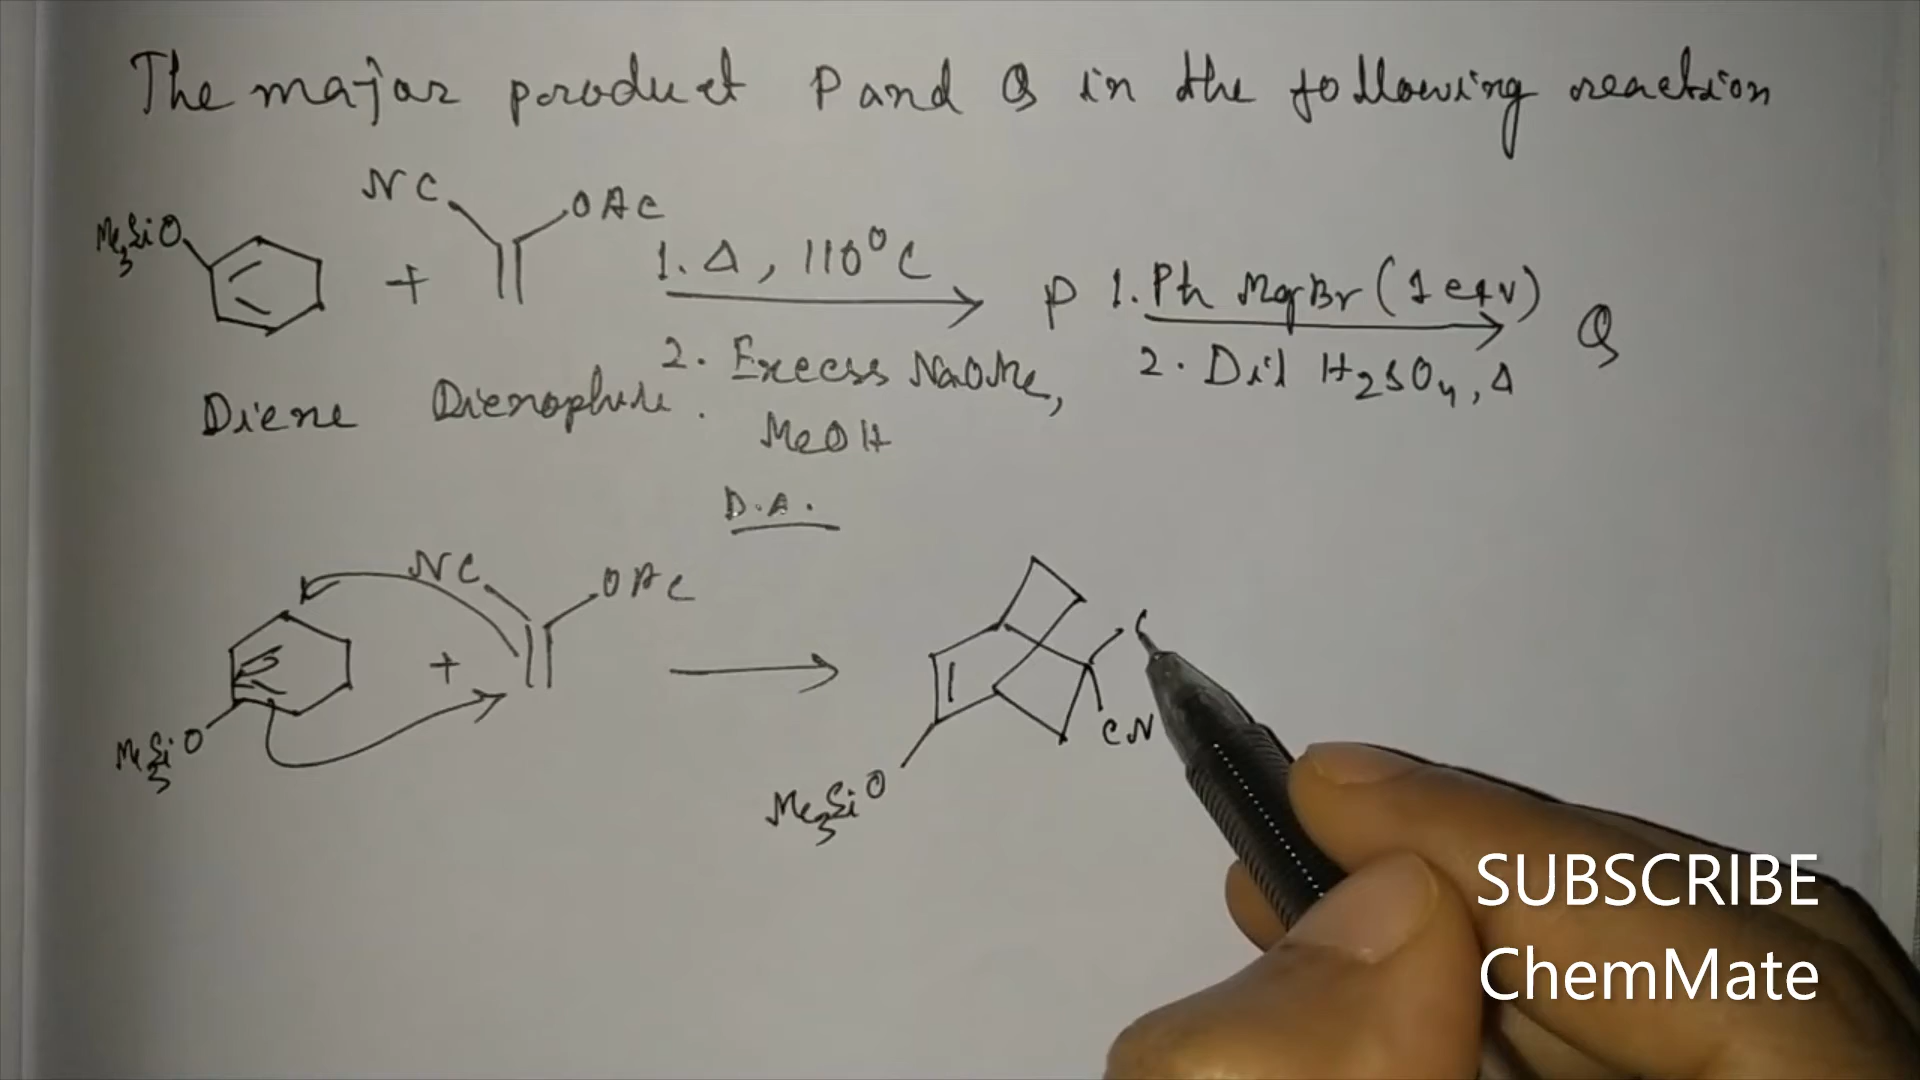 The major product P and Q in the following reaction
NC
OAC
Me3SiO
+
1. Δ, 110°C
P
1. Ph MgBr (1 eqv)
Q
2. Excess NaOMe,
MeOH
2. Dil H2SO4, Δ
Diene
Dienophile.
D.A.
NC
OAC
+
Me3SiO
CN
Me3SiO
SUBSCRIBE
ChemMate